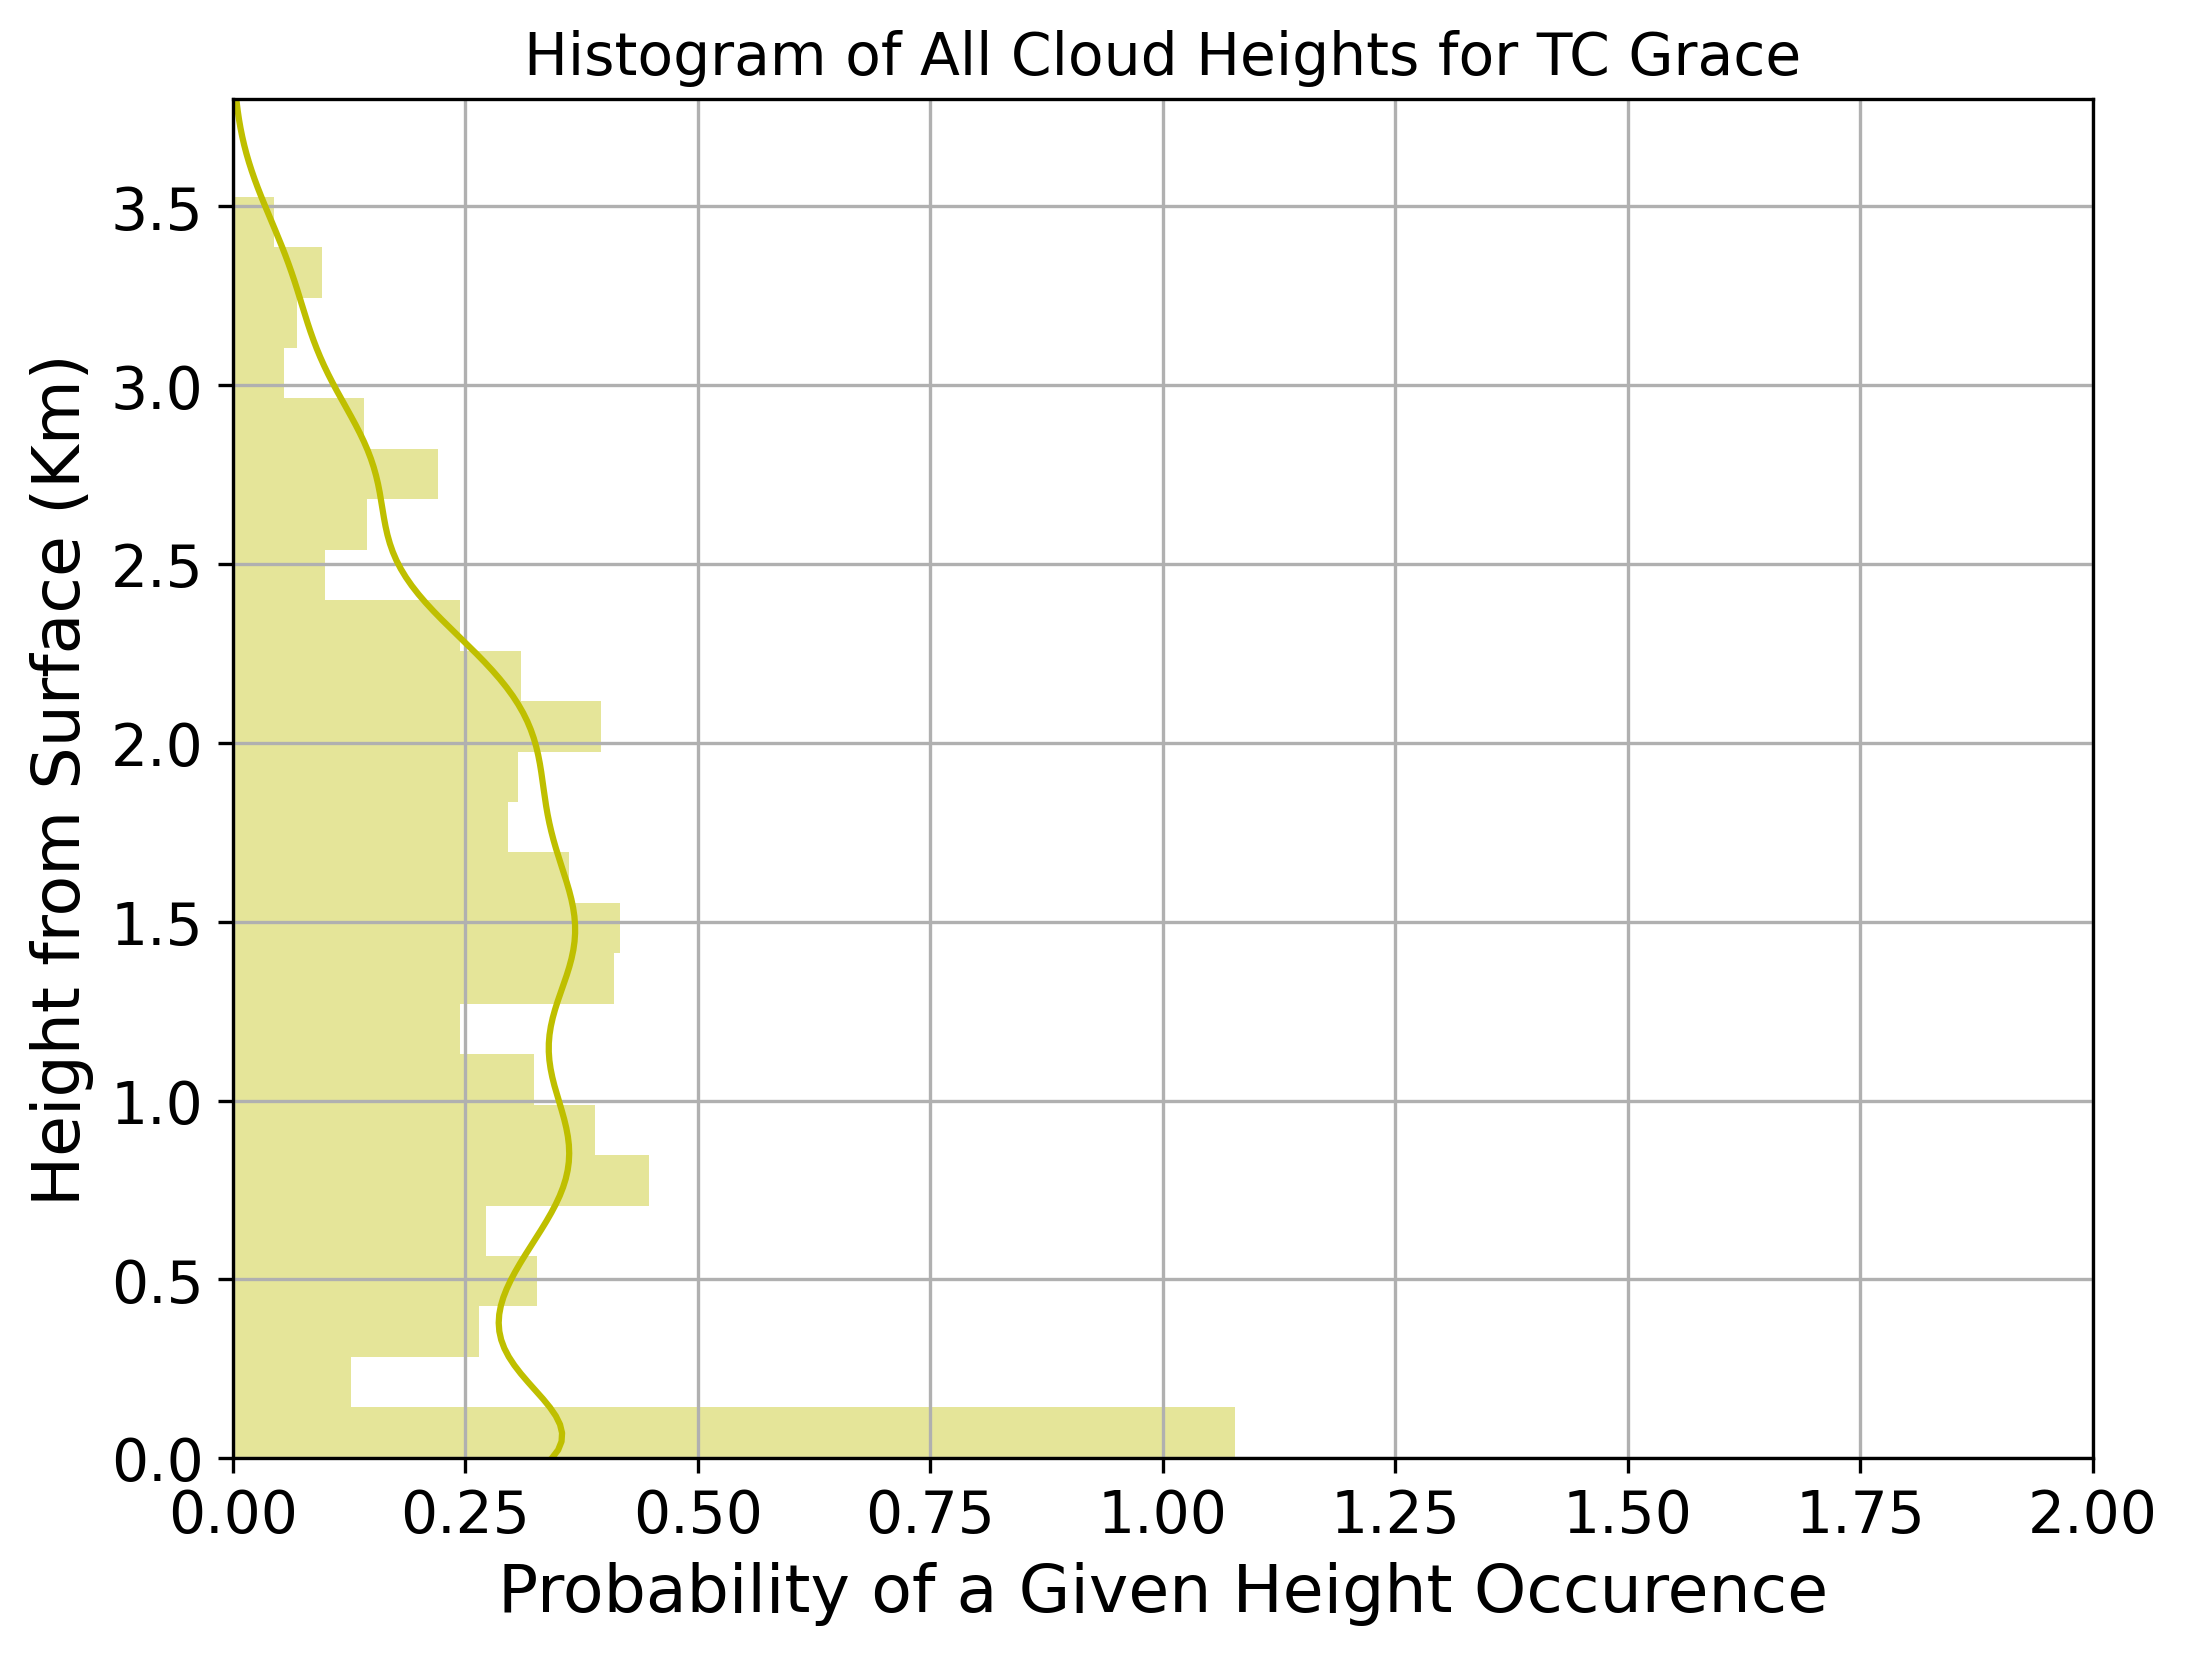 Histogram of All Cloud Heights for TC Grace
3.5
3.0
2.5
2.0
1.5
1.0
0.5
0.0
Height from Surface (Km)
0.00 0.25 0.50 0.75 1.00 1.25 1.50 1.75 2.00
Probability of a Given Height Occurence